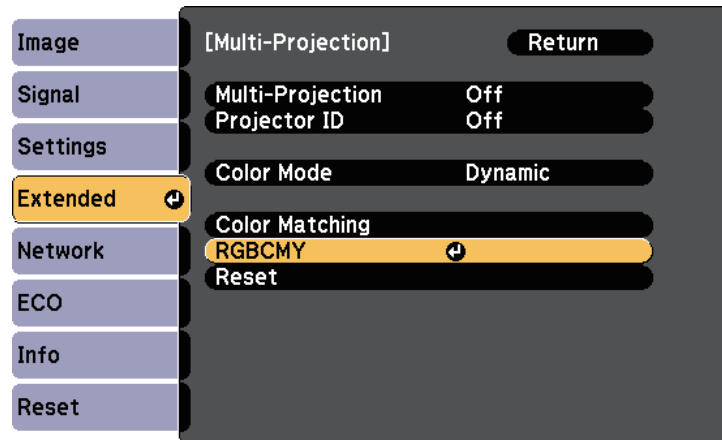 Image
Signal
Settings
Extended
Network
ECO
Info
Reset
[Multi-Projection] Return
Multi-Projection Off
Projector ID Off
Color Mode Dynamic
Color Matching
RGBCMY
Reset